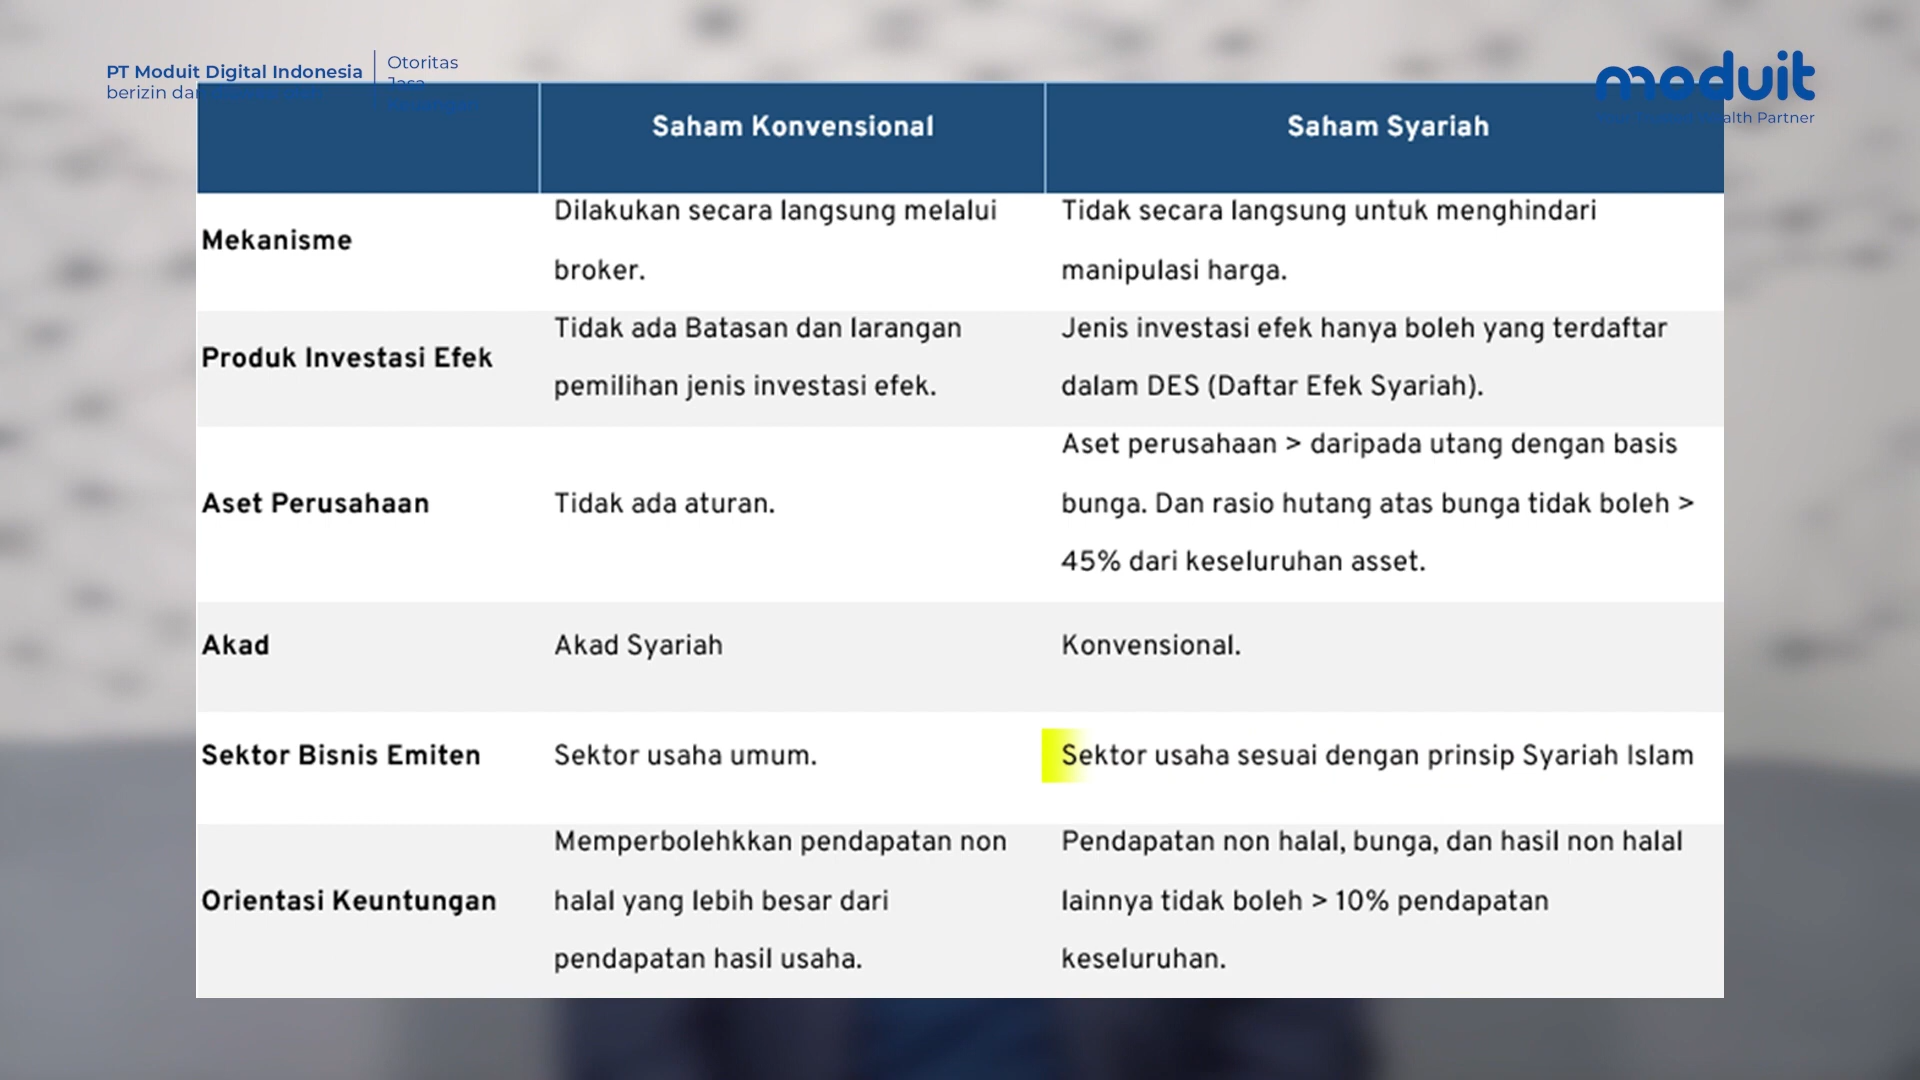 PT Moduit Digital Indonesia
berizin dan
Otoritas
Jasa
Keuangan
moduit
Wealth Partner
Saham Konvensional
Saham Syariah
Mekanisme
Dilakukan secara langsung melalui
broker.
Tidak secara langsung untuk menghindari
manipulasi harga.
Produk Investasi Efek
Tidak ada Batasan dan larangan
pemilihan jenis investasi efek.
Jenis investasi efek hanya boleh yang terdaftar
dalam DES (Daftar Efek Syariah).
Aset Perusahaan
Tidak ada aturan.
Aset perusahaan > daripada utang dengan basis
bunga. Dan rasio hutang atas bunga tidak boleh >
45% dari keseluruhan asset.
Akad
Akad Syariah
Konvensional.
Sektor Bisnis Emiten
Sektor usaha umum.
Sektor usaha sesuai dengan prinsip Syariah Islam
Orientasi Keuntungan
Memperbolehkkan pendapatan non
halal yang lebih besar dari
pendapatan hasil usaha.
Pendapatan non halal, bunga, dan hasil non halal
lainnya tidak boleh > 10% pendapatan
keseluruhan.